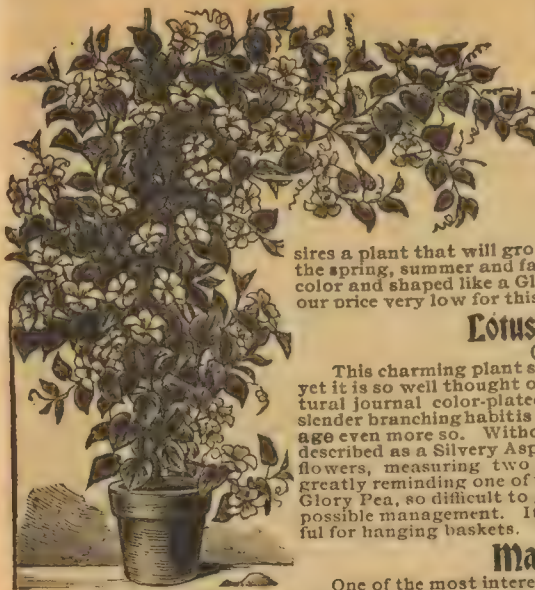 sires a plant that will gro
the spring, summer and fa
color and shaped like a Gl
our price very low for this
Lotus
This charming plant s
yet it is so well thought o
tural journal color-plated
slender branching habit is
age even more so. Witho
described as a Silvery Asp
flowers, measuring two
greatly reminding one of
Glory Pea, so difficult to
possible management. I
ful for hanging baskets.
Ma
One of the most intere